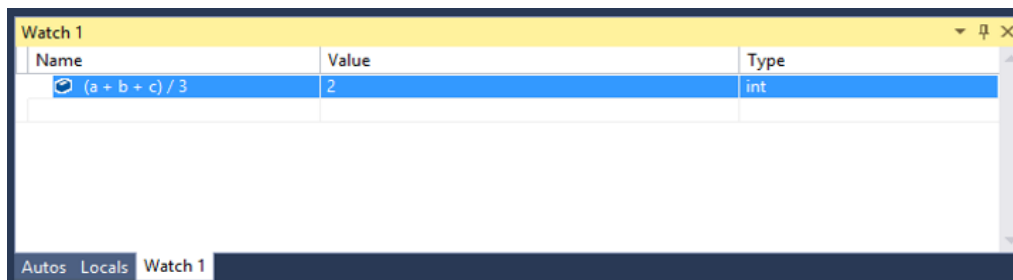 Watch 1
Name Value Type
(a + b + c) / 3 2 int
Autos Locals Watch 1